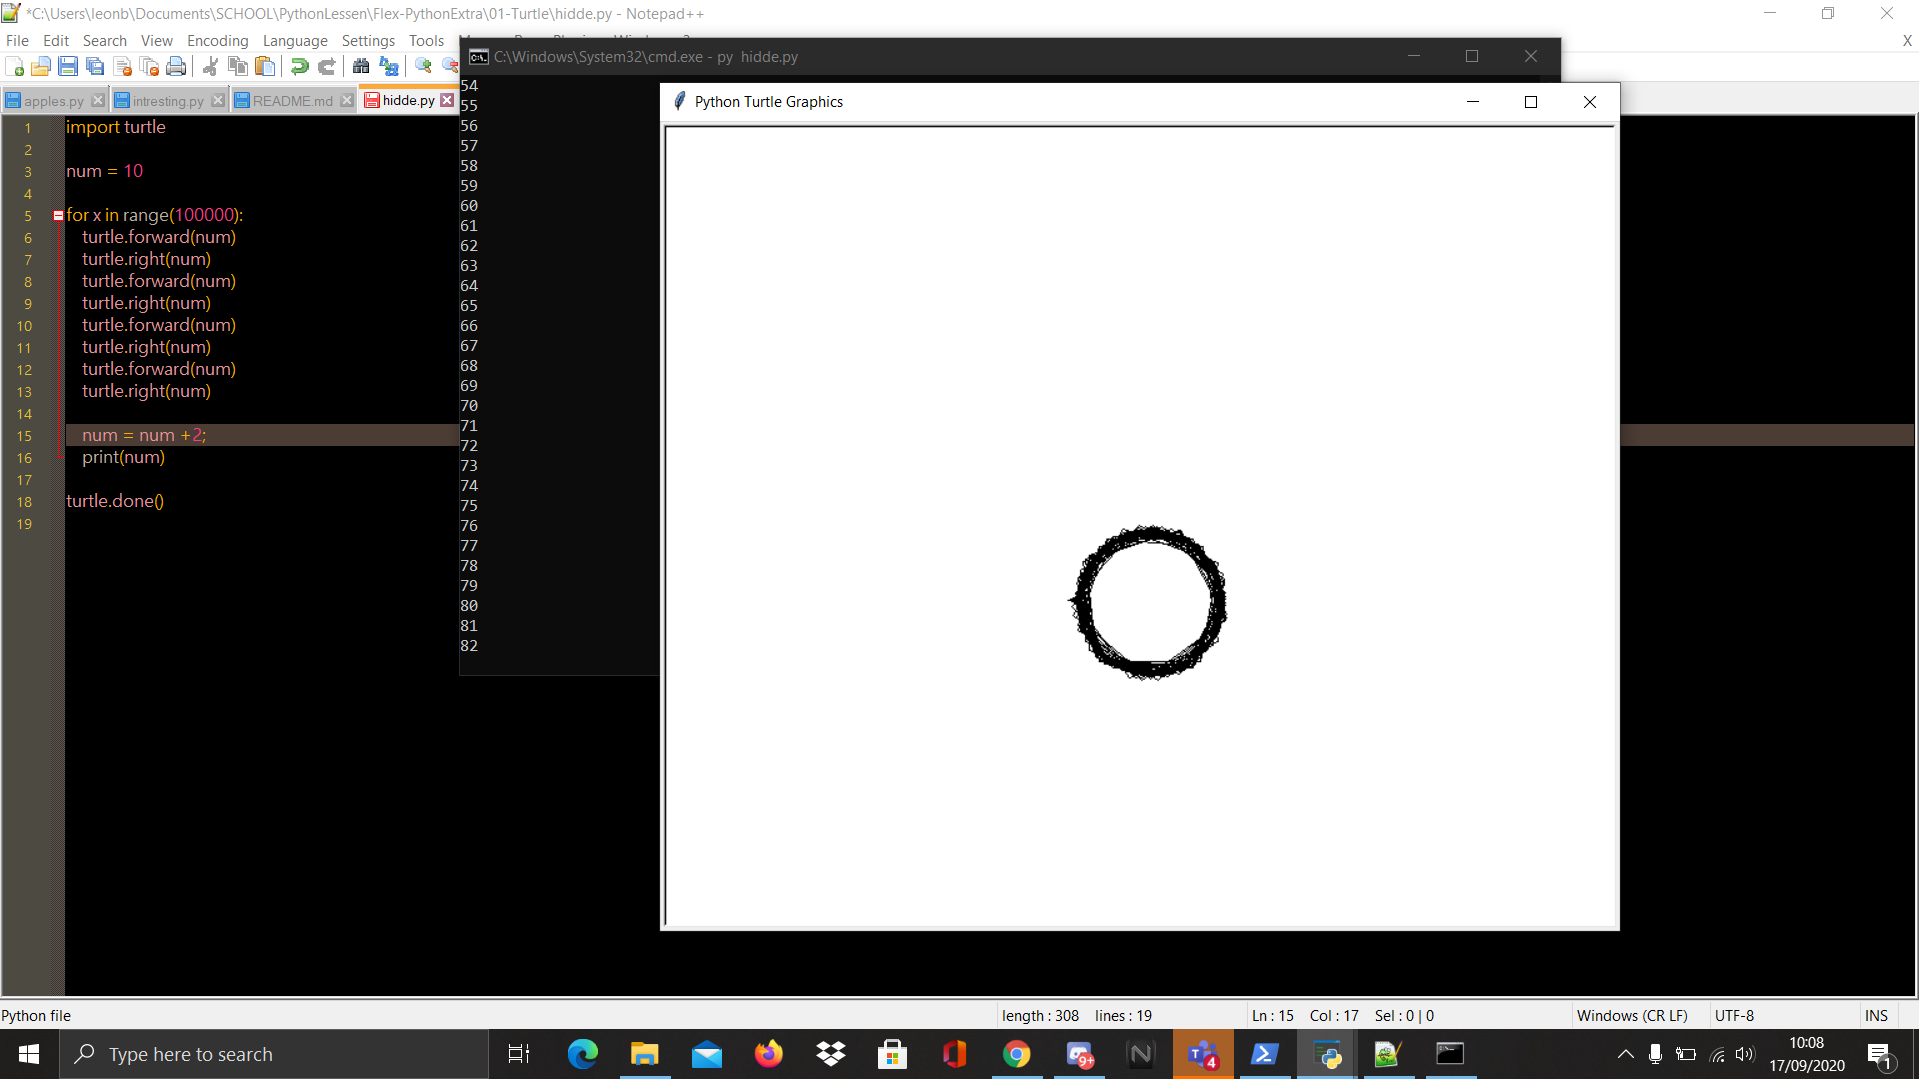 *C:\Users\leonb\Documents\SCHOOL\PythonLessen\Flex-PythonExtra\01-Turtle\hidde.py - Notepad++
File Edit Search View Encoding Language Settings Tools
X
C:\Windows\System32\cmd.exe - py hidde.py
apples.py intresting.py README.md hidde.py
Python Turtle Graphics
1 import turtle
2
3 num = 10
4
5 for x in range(100000):
6 turtle.forward(num)
7 turtle.right(num)
8 turtle.forward(num)
9 turtle.right(num)
10 turtle.forward(num)
11 turtle.right(num)
12 turtle.forward(num)
13 turtle.right(num)
14
15 num = num +2;
16 print(num)
17
18 turtle.done()
19
54
55
56
57
58
59
60
61
62
63
64
65
66
67
68
69
70
71
72
73
74
75
76
77
78
79
80
81
82
Python file length : 308 lines : 19 Ln : 15 Col : 17 Sel : 0 | 0 Windows (CR LF) UTF-8 INS
Type here to search
9+
4
10:08
17/09/2020
1